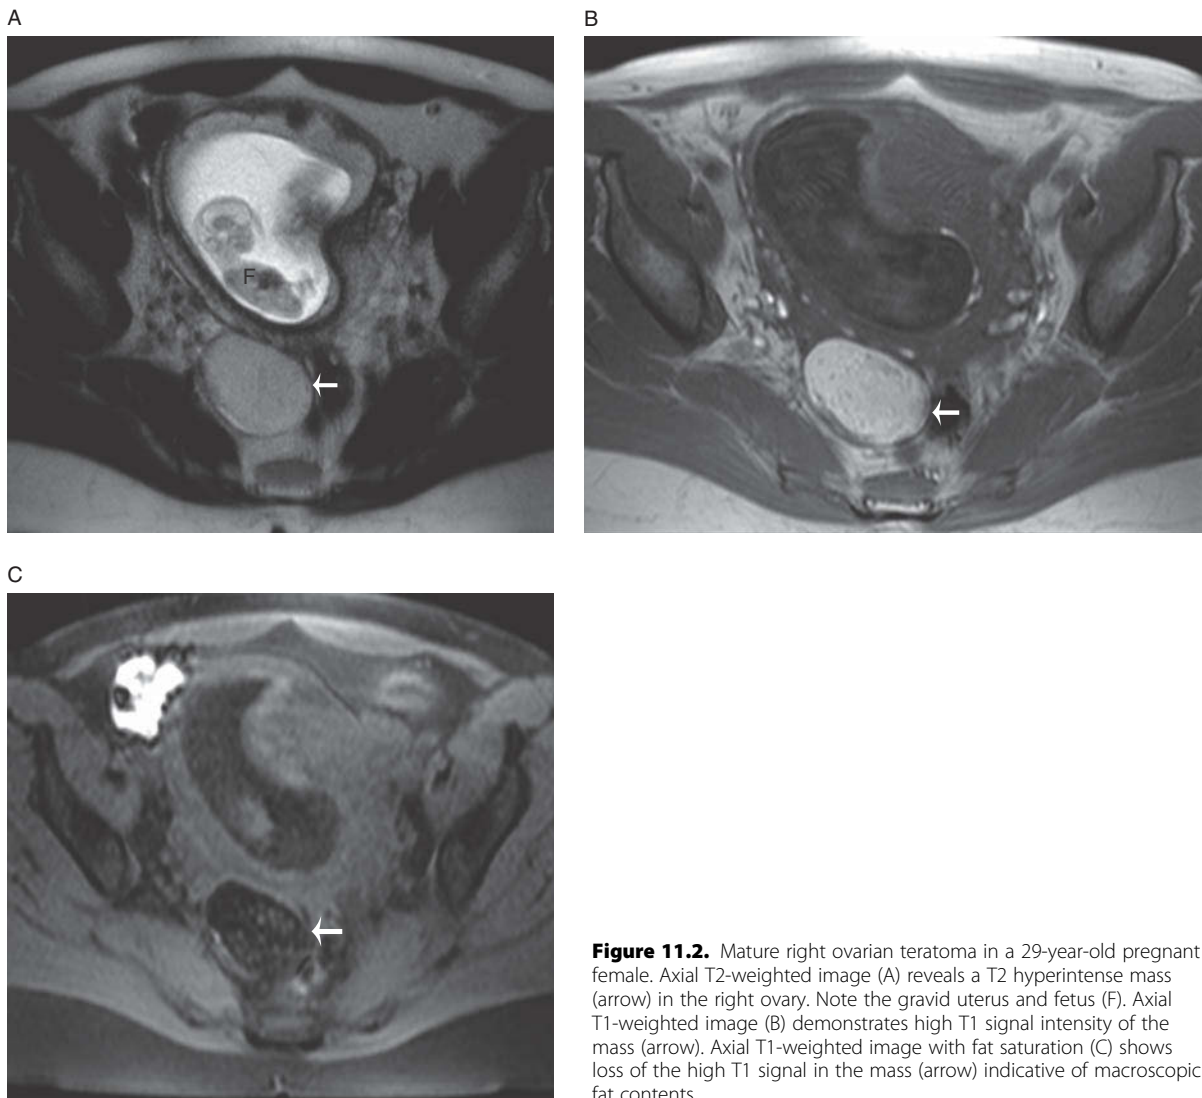 A
B
F
C
Figure 11.2. Mature right ovarian teratoma in a 29-year-old pregnant
female. Axial T2-weighted image (A) reveals a T2 hyperintense mass
(arrow) in the right ovary. Note the gravid uterus and fetus (F). Axial
T1-weighted image (B) demonstrates high T1 signal intensity of the
mass (arrow). Axial T1-weighted image with fat saturation (C) shows
loss of the high T1 signal in the mass (arrow) indicative of macroscopic
fat contents.